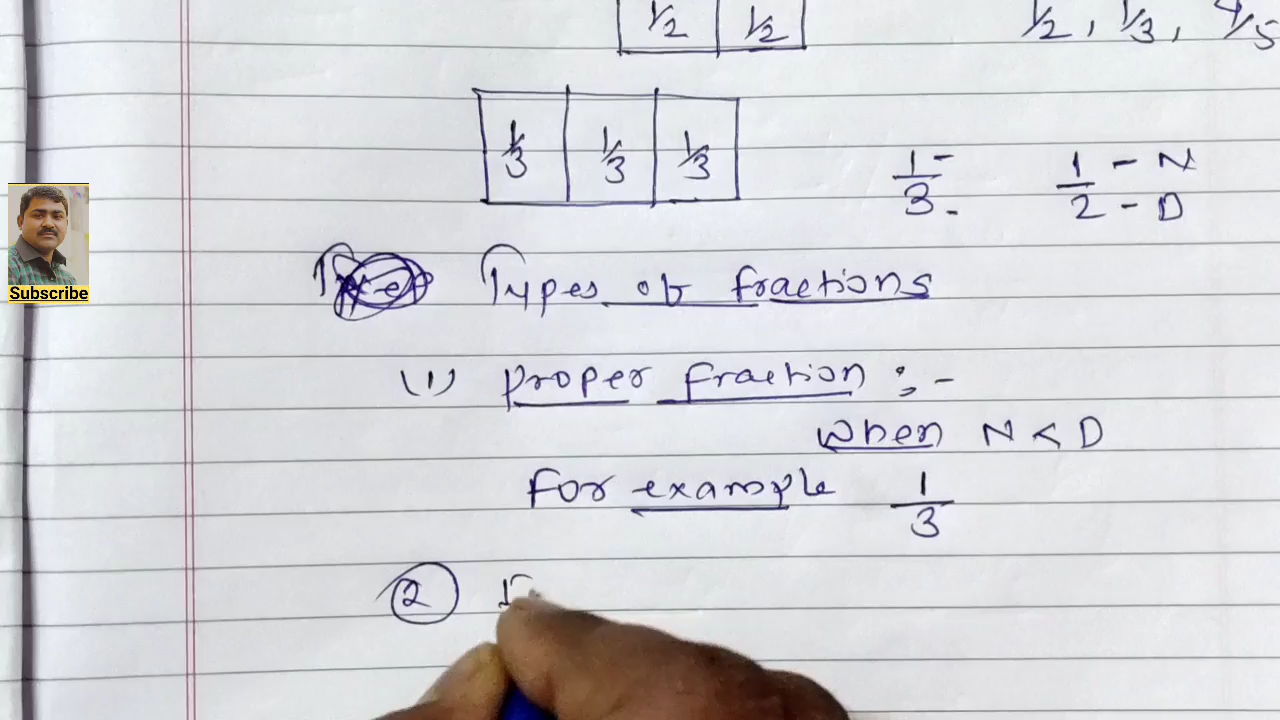 1/2 1/2 1/2, 1/3, 4/5
1/3 1/3 1/3
1/3 - 1/2 - N - D
Types of fractions
(1) Proper fraction :-
when N < D
For example 1/3
2
Subscribe